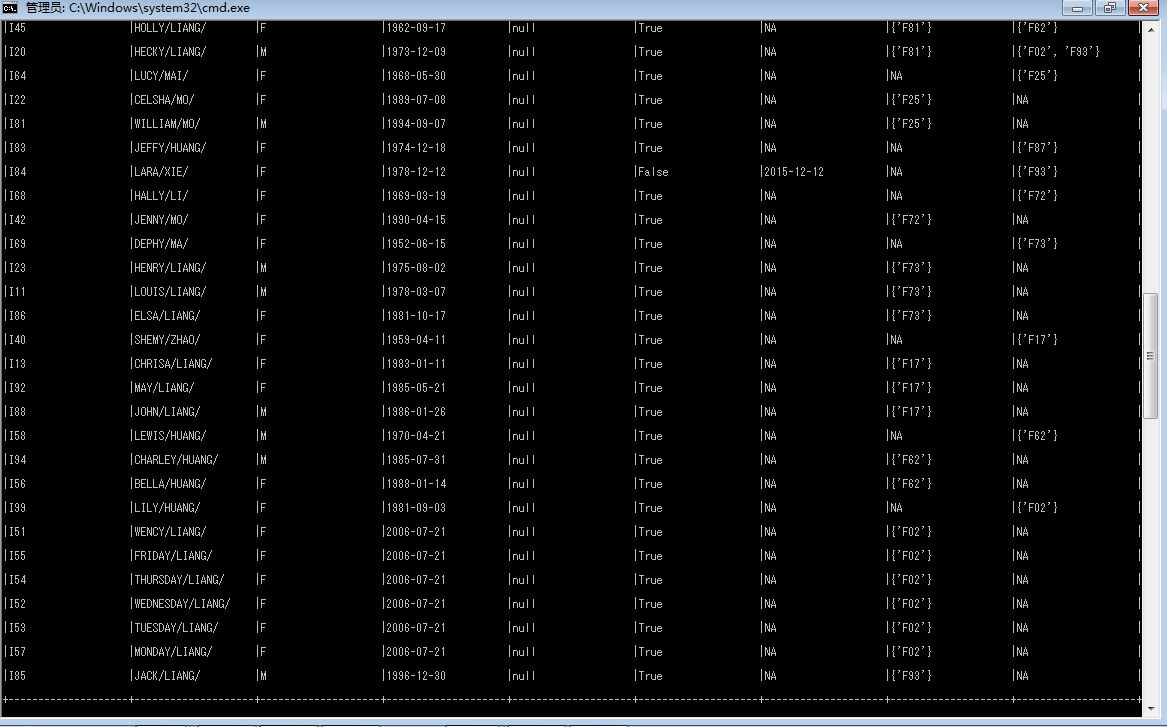 管理员: C:\Windows\system32\cmd.exe
|I45 |HOLLY/LIANG/ |F |1962-09-17 |null |True |NA |{'F81'} |{'F62'} |
|I20 |HECKY/LIANG/ |M |1973-12-09 |null |True |NA |{'F81'} |{'F02', 'F93'} |
|I64 |LUCY/MAI/ |F |1968-05-30 |null |True |NA |NA |{'F25'} |
|I22 |CELSHA/MO/ |F |1989-07-08 |null |True |NA |{'F25'} |NA |
|I81 |WILLIAM/MO/ |M |1994-09-07 |null |True |NA |{'F25'} |NA |
|I83 |JEFFY/HUANG/ |F |1974-12-18 |null |True |NA |NA |{'F87'} |
|I84 |LARA/XIE/ |F |1978-12-12 |null |False |2015-12-12 |NA |{'F93'} |
|I68 |HALLY/LI/ |F |1969-03-19 |null |True |NA |NA |{'F72'} |
|I42 |JENNY/MO/ |F |1990-04-15 |null |True |NA |{'F72'} |NA |
|I69 |DEPHY/MA/ |F |1952-06-15 |null |True |NA |NA |{'F73'} |
|I23 |HENRY/LIANG/ |M |1975-08-02 |null |True |NA |{'F73'} |NA |
|I11 |LOUIS/LIANG/ |M |1978-03-07 |null |True |NA |{'F73'} |NA |
|I86 |ELSA/LIANG/ |F |1981-10-17 |null |True |NA |{'F73'} |NA |
|I40 |SHEMY/ZHAO/ |F |1959-04-11 |null |True |NA |NA |{'F17'} |
|I13 |CHRISA/LIANG/ |F |1983-01-11 |null |True |NA |{'F17'} |NA |
|I92 |MAY/LIANG/ |F |1985-05-21 |null |True |NA |{'F17'} |NA |
|I88 |JOHN/LIANG/ |M |1986-01-26 |null |True |NA |{'F17'} |NA |
|I58 |LEWIS/HUANG/ |M |1970-04-21 |null |True |NA |NA |{'F62'} |
|I94 |CHARLEY/HUANG/ |M |1985-07-31 |null |True |NA |{'F62'} |NA |
|I56 |BELLA/HUANG/ |F |1988-01-14 |null |True |NA |{'F62'} |NA |
|I99 |LILY/HUANG/ |F |1981-09-03 |null |True |NA |NA |{'F02'} |
|I51 |WENCY/LIANG/ |F |2006-07-21 |null |True |NA |{'F02'} |NA |
|I55 |FRIDAY/LIANG/ |F |2006-07-21 |null |True |NA |{'F02'} |NA |
|I54 |THURSDAY/LIANG/ |F |2006-07-21 |null |True |NA |{'F02'} |NA |
|I52 |WEDNESDAY/LIANG/ |F |2006-07-21 |null |True |NA |{'F02'} |NA |
|I53 |TUESDAY/LIANG/ |F |2006-07-21 |null |True |NA |{'F02'} |NA |
|I57 |MONDAY/LIANG/ |F |2006-07-21 |null |True |NA |{'F02'} |NA |
|I85 |JACK/LIANG/ |M |1996-12-30 |null |True |NA |{'F93'} |NA |